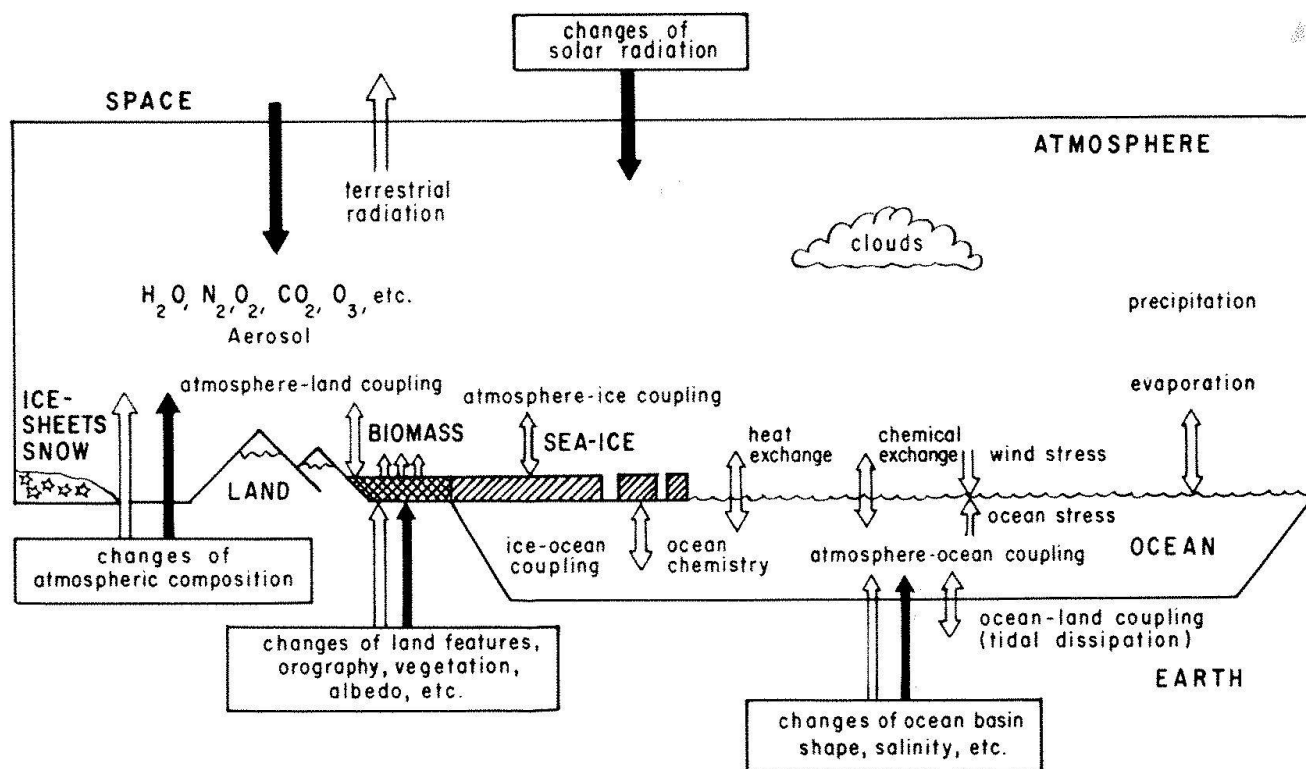 changes of
solar radiation
SPACE
ATMOSPHERE
terrestrial
radiation
clouds
H₂O, N₂, O₂, CO₂, O₃, etc.
Aerosol
precipitation
evaporation
atmosphere-land coupling
atmosphere-ice coupling
ICE-
SHEETS
SNOW
BIOMASS
SEA-ICE
heat
exchange
chemical
exchange
wind stress
LAND
ocean stress
changes of
atmospheric composition
ice-ocean
coupling
ocean
chemistry
atmosphere-ocean coupling
OCEAN
changes of land features,
orography, vegetation,
albedo, etc.
ocean-land coupling
(tidal dissipation)
EARTH
changes of ocean basin
shape, salinity, etc.